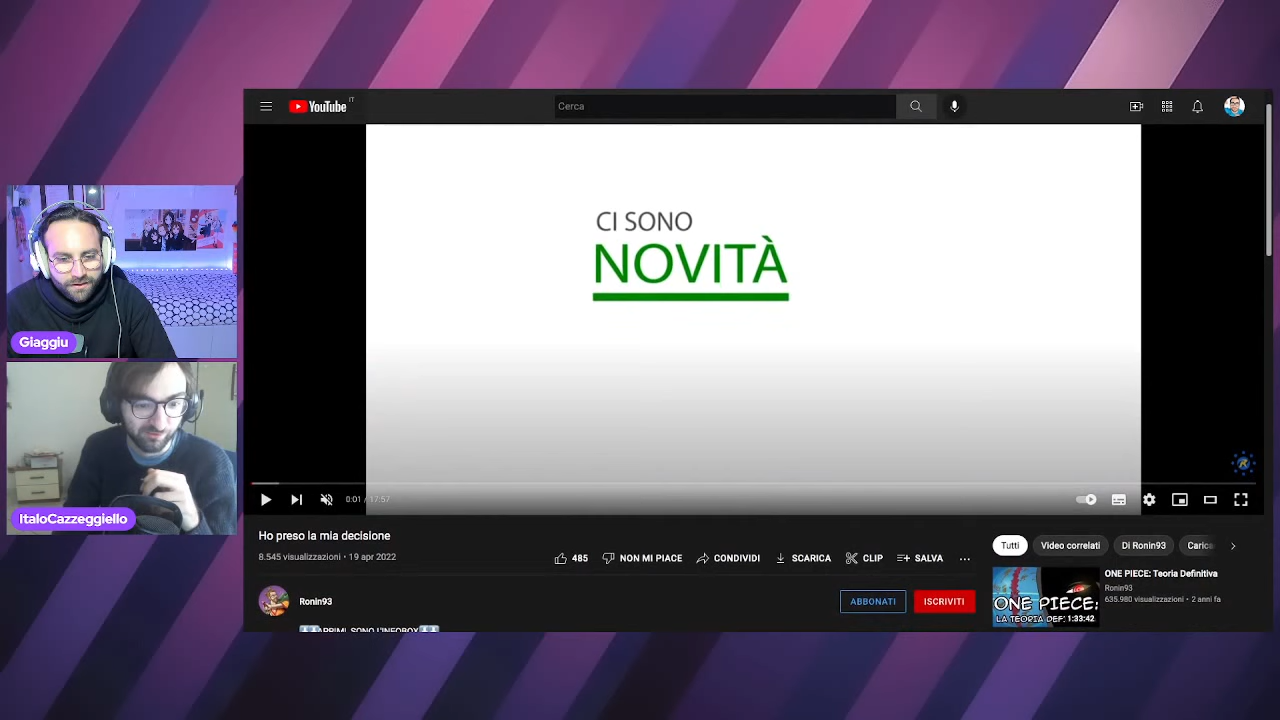 YouTube IT
Cerca
CI SONO
NOVITÀ
Giaggiu
ItaloCazzeggiello
0:01 / 17:57
Ho preso la mia decisione
8.545 visualizzazioni • 19 apr 2022
485 NON MI PIACE CONDIVIDI SCARICA CLIP SALVA ...
Tutti Video correlati Di Ronin93 Carica
Ronin93
ABBONATI ISCRIVITI
ONE PIECE: Teoria Definitiva
Ronin93
635.980 visualizzazioni • 2 anni fa
ONE PIECE:
LA TEORIA DEF
1:33:42